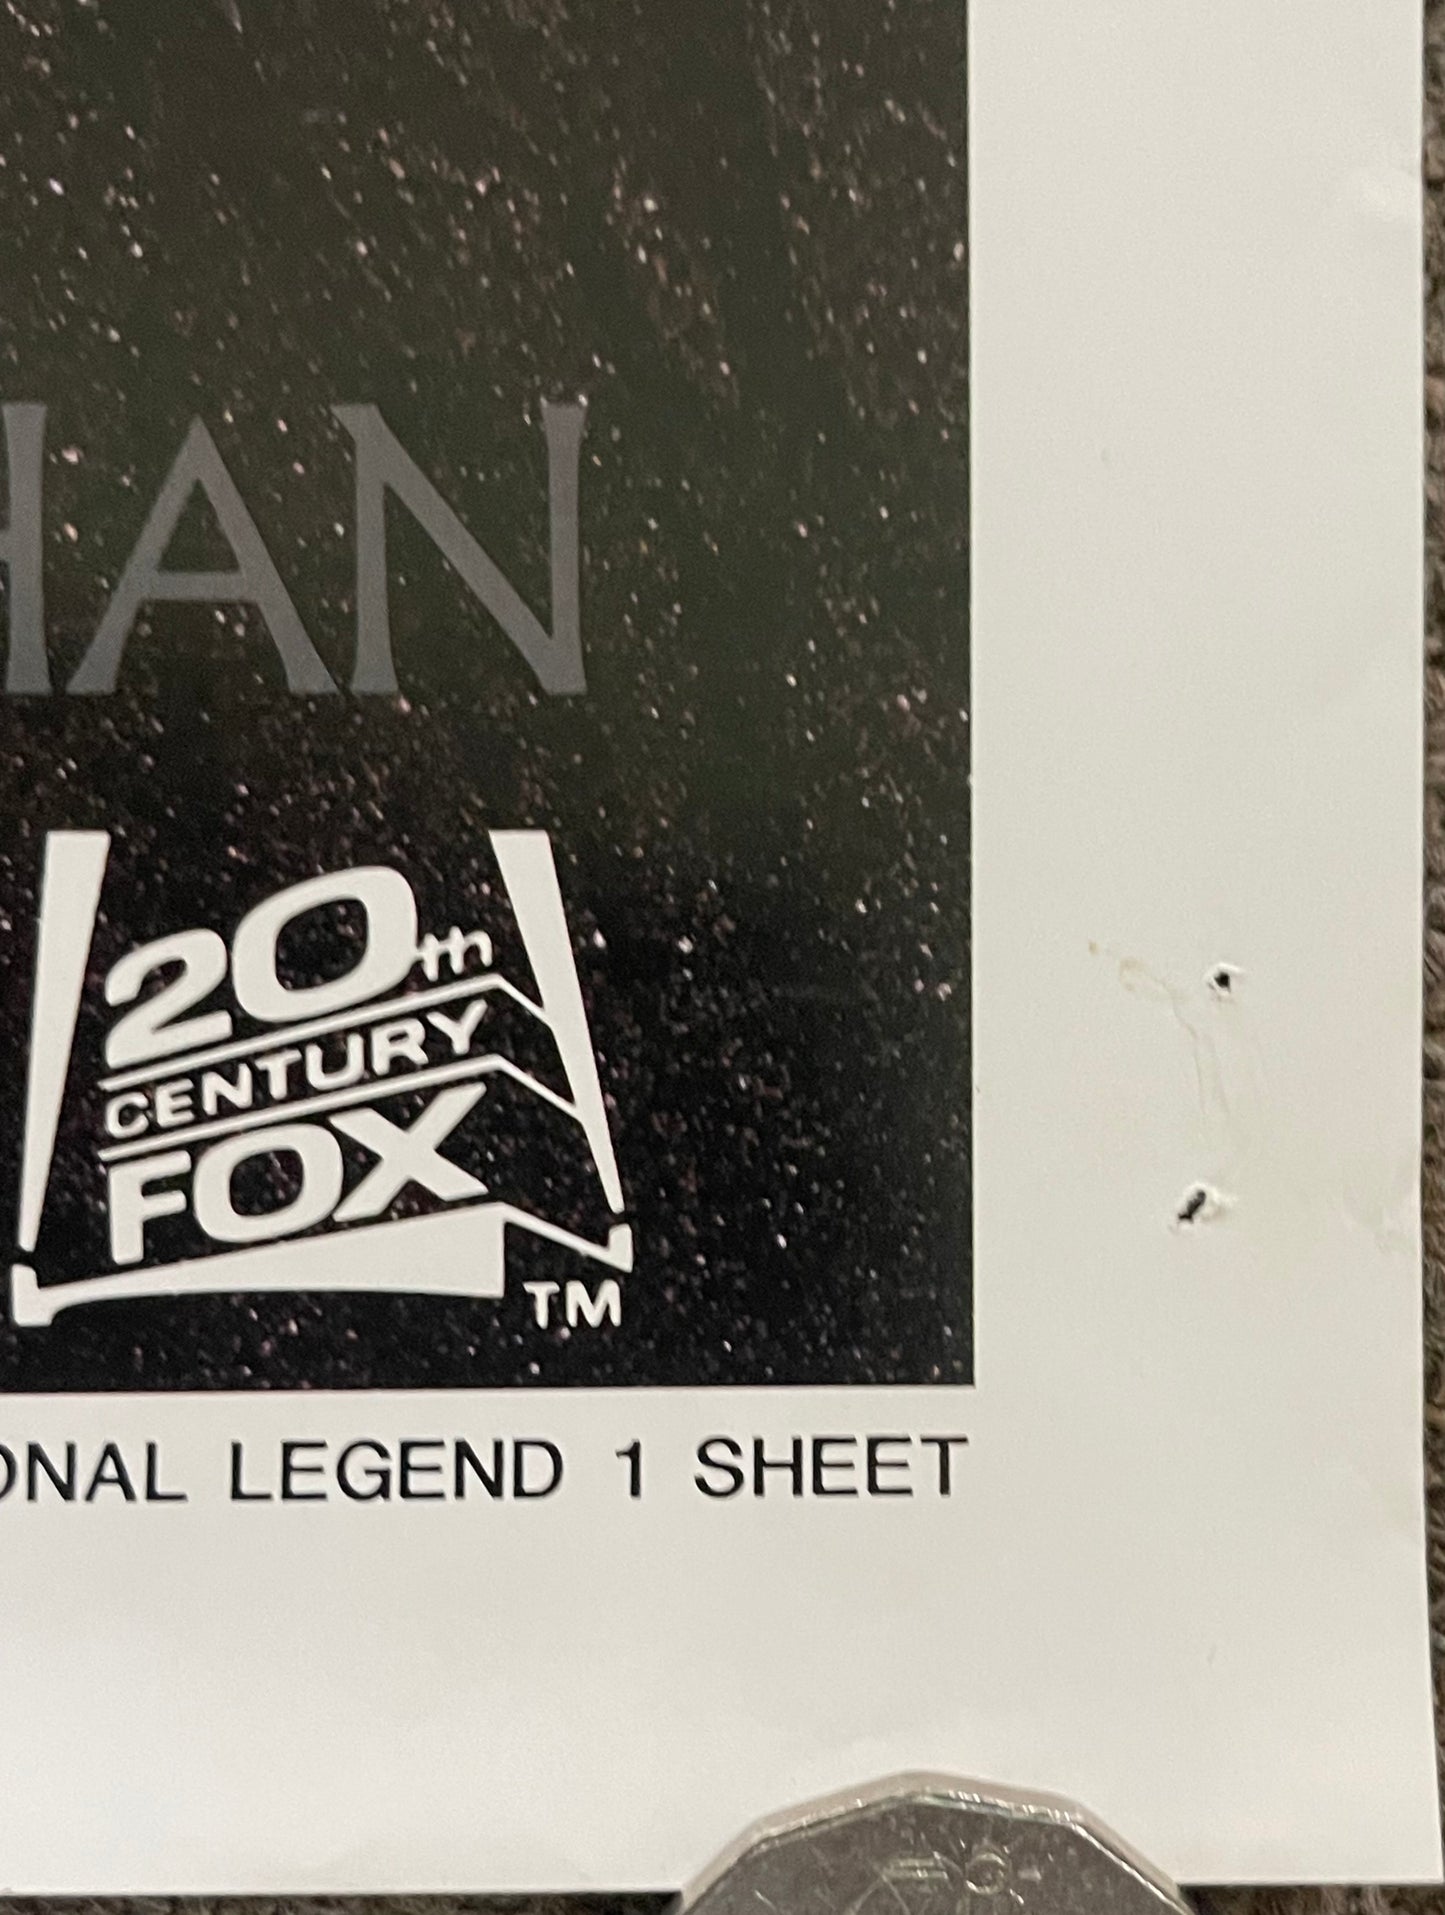 HAN
20th
CENTURY
FOX
TM
ONAL LEGEND 1 SHEET